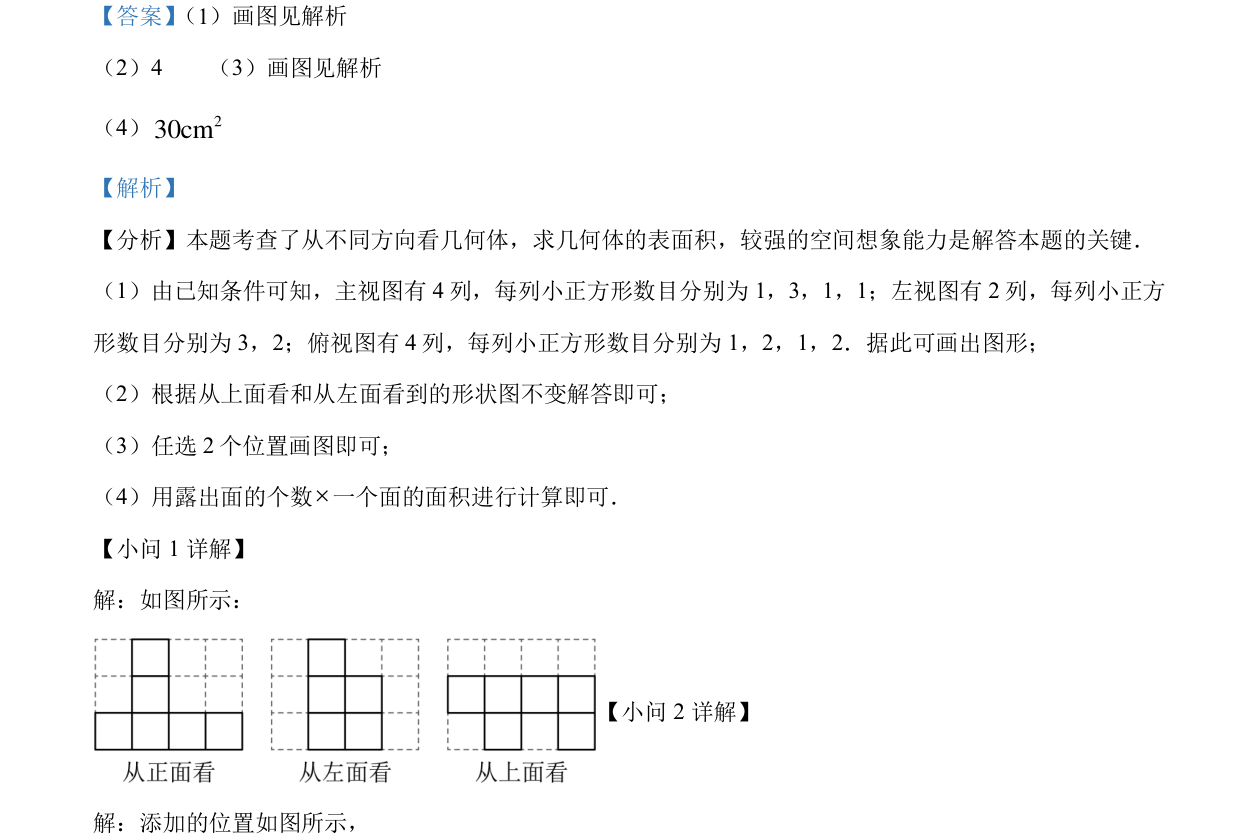 【答案】（1）画图见解析
（2）4　　（3）画图见解析
（4）30cm²
【解析】
【分析】本题考查了从不同方向看几何体，求几何体的表面积，较强的空间想象能力是解答本题的关键．
（1）由已知条件可知，主视图有 4 列，每列小正方形数目分别为 1，3，1，1；左视图有 2 列，每列小正方
形数目分别为 3，2；俯视图有 4 列，每列小正方形数目分别为 1，2，1，2．据此可画出图形；
（2）根据从上面看和从左面看到的形状图不变解答即可；
（3）任选 2 个位置画图即可；
（4）用露出面的个数×一个面的面积进行计算即可．
【小问 1 详解】
解：如图所示：
【小问 2 详解】
从正面看　　从左面看　　从上面看
解：添加的位置如图所示，